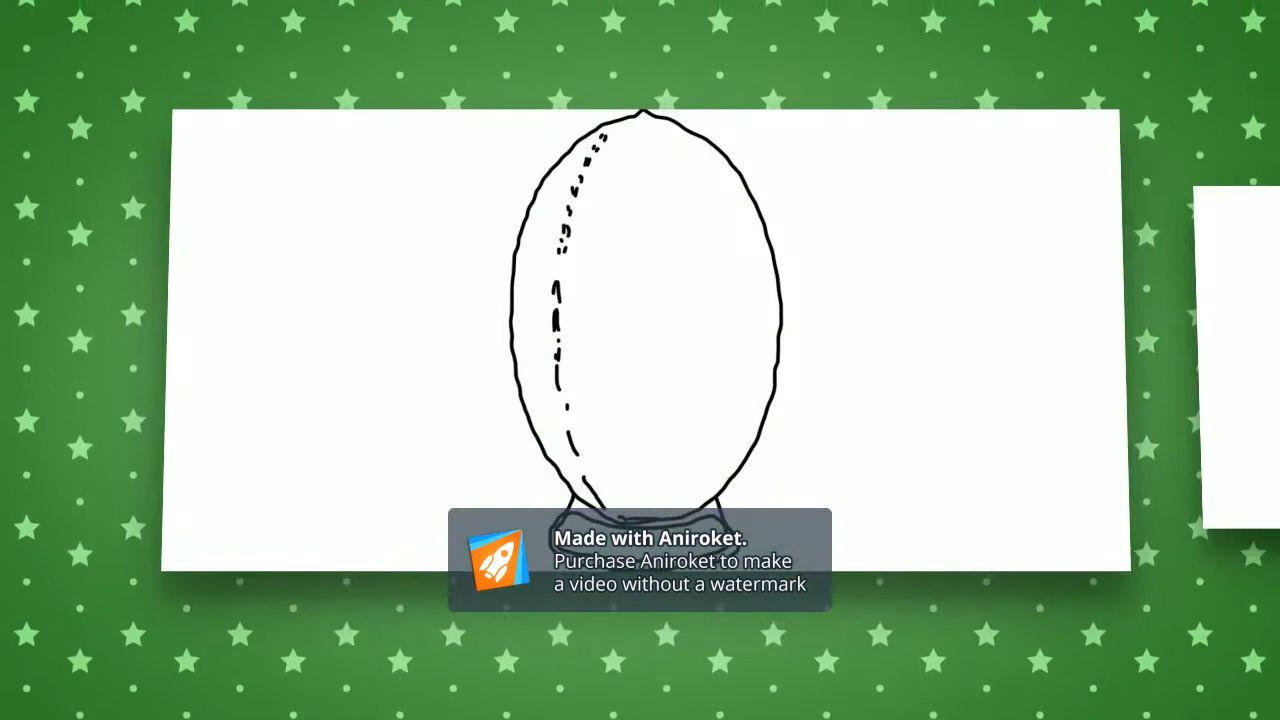 Made with Aniroket.
Purchase Aniroket to make
a video without a watermark